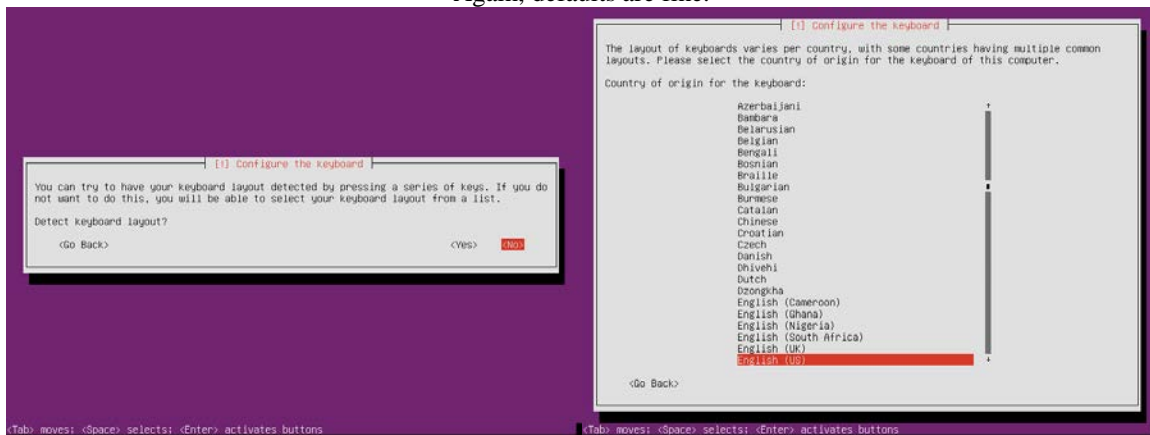 Again, defaults are fine.
[!] Configure the keyboard
You can try to have your keyboard layout detected by pressing a series of keys. If you do
not want to do this, you will be able to select your keyboard layout from a list.
Detect keyboard layout?
<Go Back> <Yes> <No>
<Tab> moves; <Space> selects; <Enter> activates buttons
[!] Configure the keyboard
The layout of keyboards varies per country, with some countries having multiple common
layouts. Please select the country of origin for the keyboard of this computer.
Country of origin for the keyboard:
Azerbaijani
Bambara
Belarusian
Belgian
Bengali
Bosnian
Braille
Bulgarian
Burmese
Catalan
Chinese
Croatian
Czech
Danish
Dhivehi
Dutch
Dzongkha
English (Cameroon)
English (Ghana)
English (Nigeria)
English (South Africa)
English (UK)
English (US)
<Go Back>
<Tab> moves; <Space> selects; <Enter> activates buttons